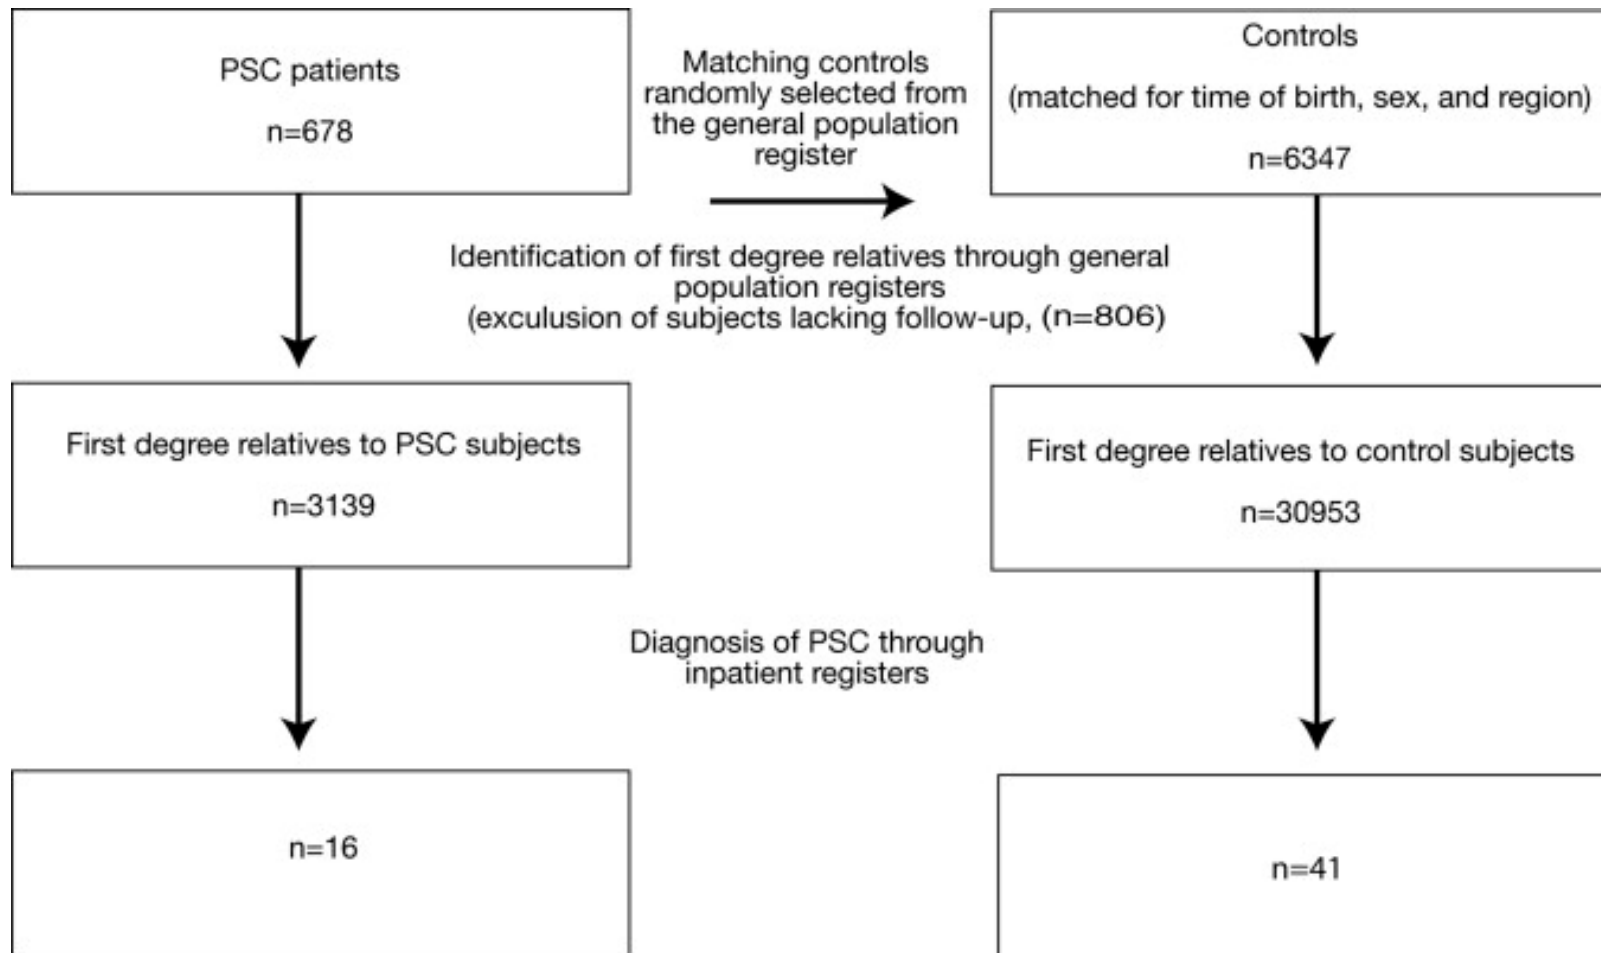 PSC patients
n=678
Matching controls
randomly selected from
the general population
register
Controls
(matched for time of birth, sex, and region)
n=6347
Identification of first degree relatives through general
population registers
(exculusion of subjects lacking follow-up, (n=806)
First degree relatives to PSC subjects
n=3139
First degree relatives to control subjects
n=30953
Diagnosis of PSC through
inpatient registers
n=16
n=41